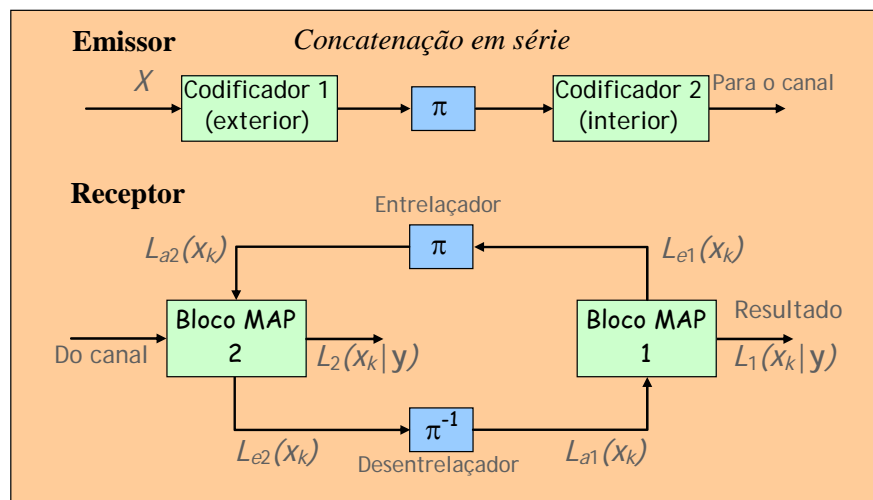 Emissor
Concatenação em série
X
Codificador 1
(exterior)
π
Codificador 2
(interior)
Para o canal
Receptor
Entrelaçador
π
Lₐ₂(xₖ)
Lₑ₁(xₖ)
Do canal
Bloco MAP
2
L₂(xₖ|y)
Bloco MAP
1
Resultado
L₁(xₖ|y)
Lₑ₂(xₖ)
π⁻¹
Desentrelaçador
Lₐ₁(xₖ)